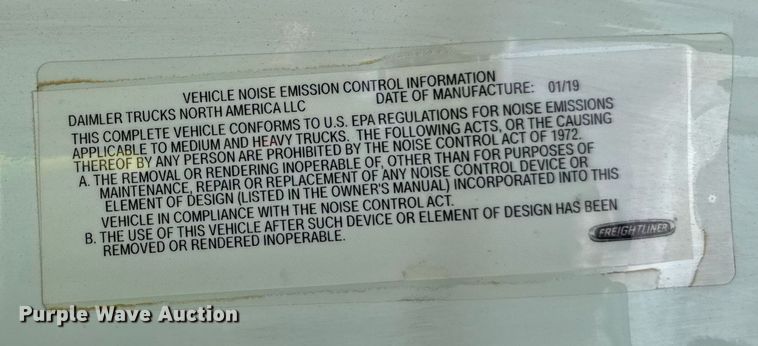 VEHICLE NOISE EMISSION CONTROL INFORMATION
DAIMLER TRUCKS NORTH AMERICA LLC DATE OF MANUFACTURE: 01/19
THIS COMPLETE VEHICLE CONFORMS TO U.S. EPA REGULATIONS FOR NOISE EMISSIONS
APPLICABLE TO MEDIUM AND HEAVY TRUCKS. THE FOLLOWING ACTS, OR THE CAUSING
THEREOF BY ANY PERSON ARE PROHIBITED BY THE NOISE CONTROL ACT OF 1972.
A. THE REMOVAL OR RENDERING INOPERABLE OF, OTHER THAN FOR PURPOSES OF
MAINTENANCE, REPAIR OR REPLACEMENT OF ANY NOISE CONTROL DEVICE OR
ELEMENT OF DESIGN (LISTED IN THE OWNER'S MANUAL) INCORPORATED INTO THIS
VEHICLE IN COMPLIANCE WITH THE NOISE CONTROL ACT.
B. THE USE OF THIS VEHICLE AFTER SUCH DEVICE OR ELEMENT OF DESIGN HAS BEEN
REMOVED OR RENDERED INOPERABLE.
FREIGHTLINER
Purple Wave Auction